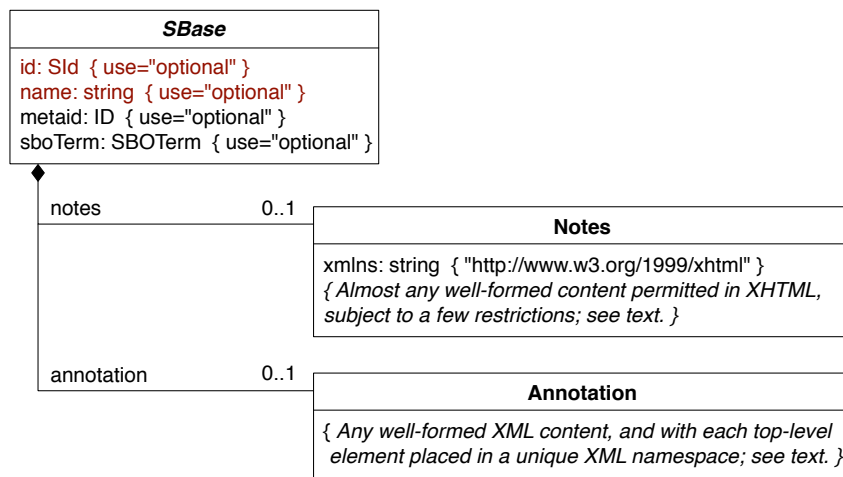 SBase
id: SId { use="optional" }
name: string { use="optional" }
metaid: ID { use="optional" }
sboTerm: SBOTerm { use="optional" }
notes 0..1
Notes
xmlns: string { "http://www.w3.org/1999/xhtml" }
{ Almost any well-formed content permitted in XHTML,
subject to a few restrictions; see text. }
annotation 0..1
Annotation
{ Any well-formed XML content, and with each top-level
element placed in a unique XML namespace; see text. }